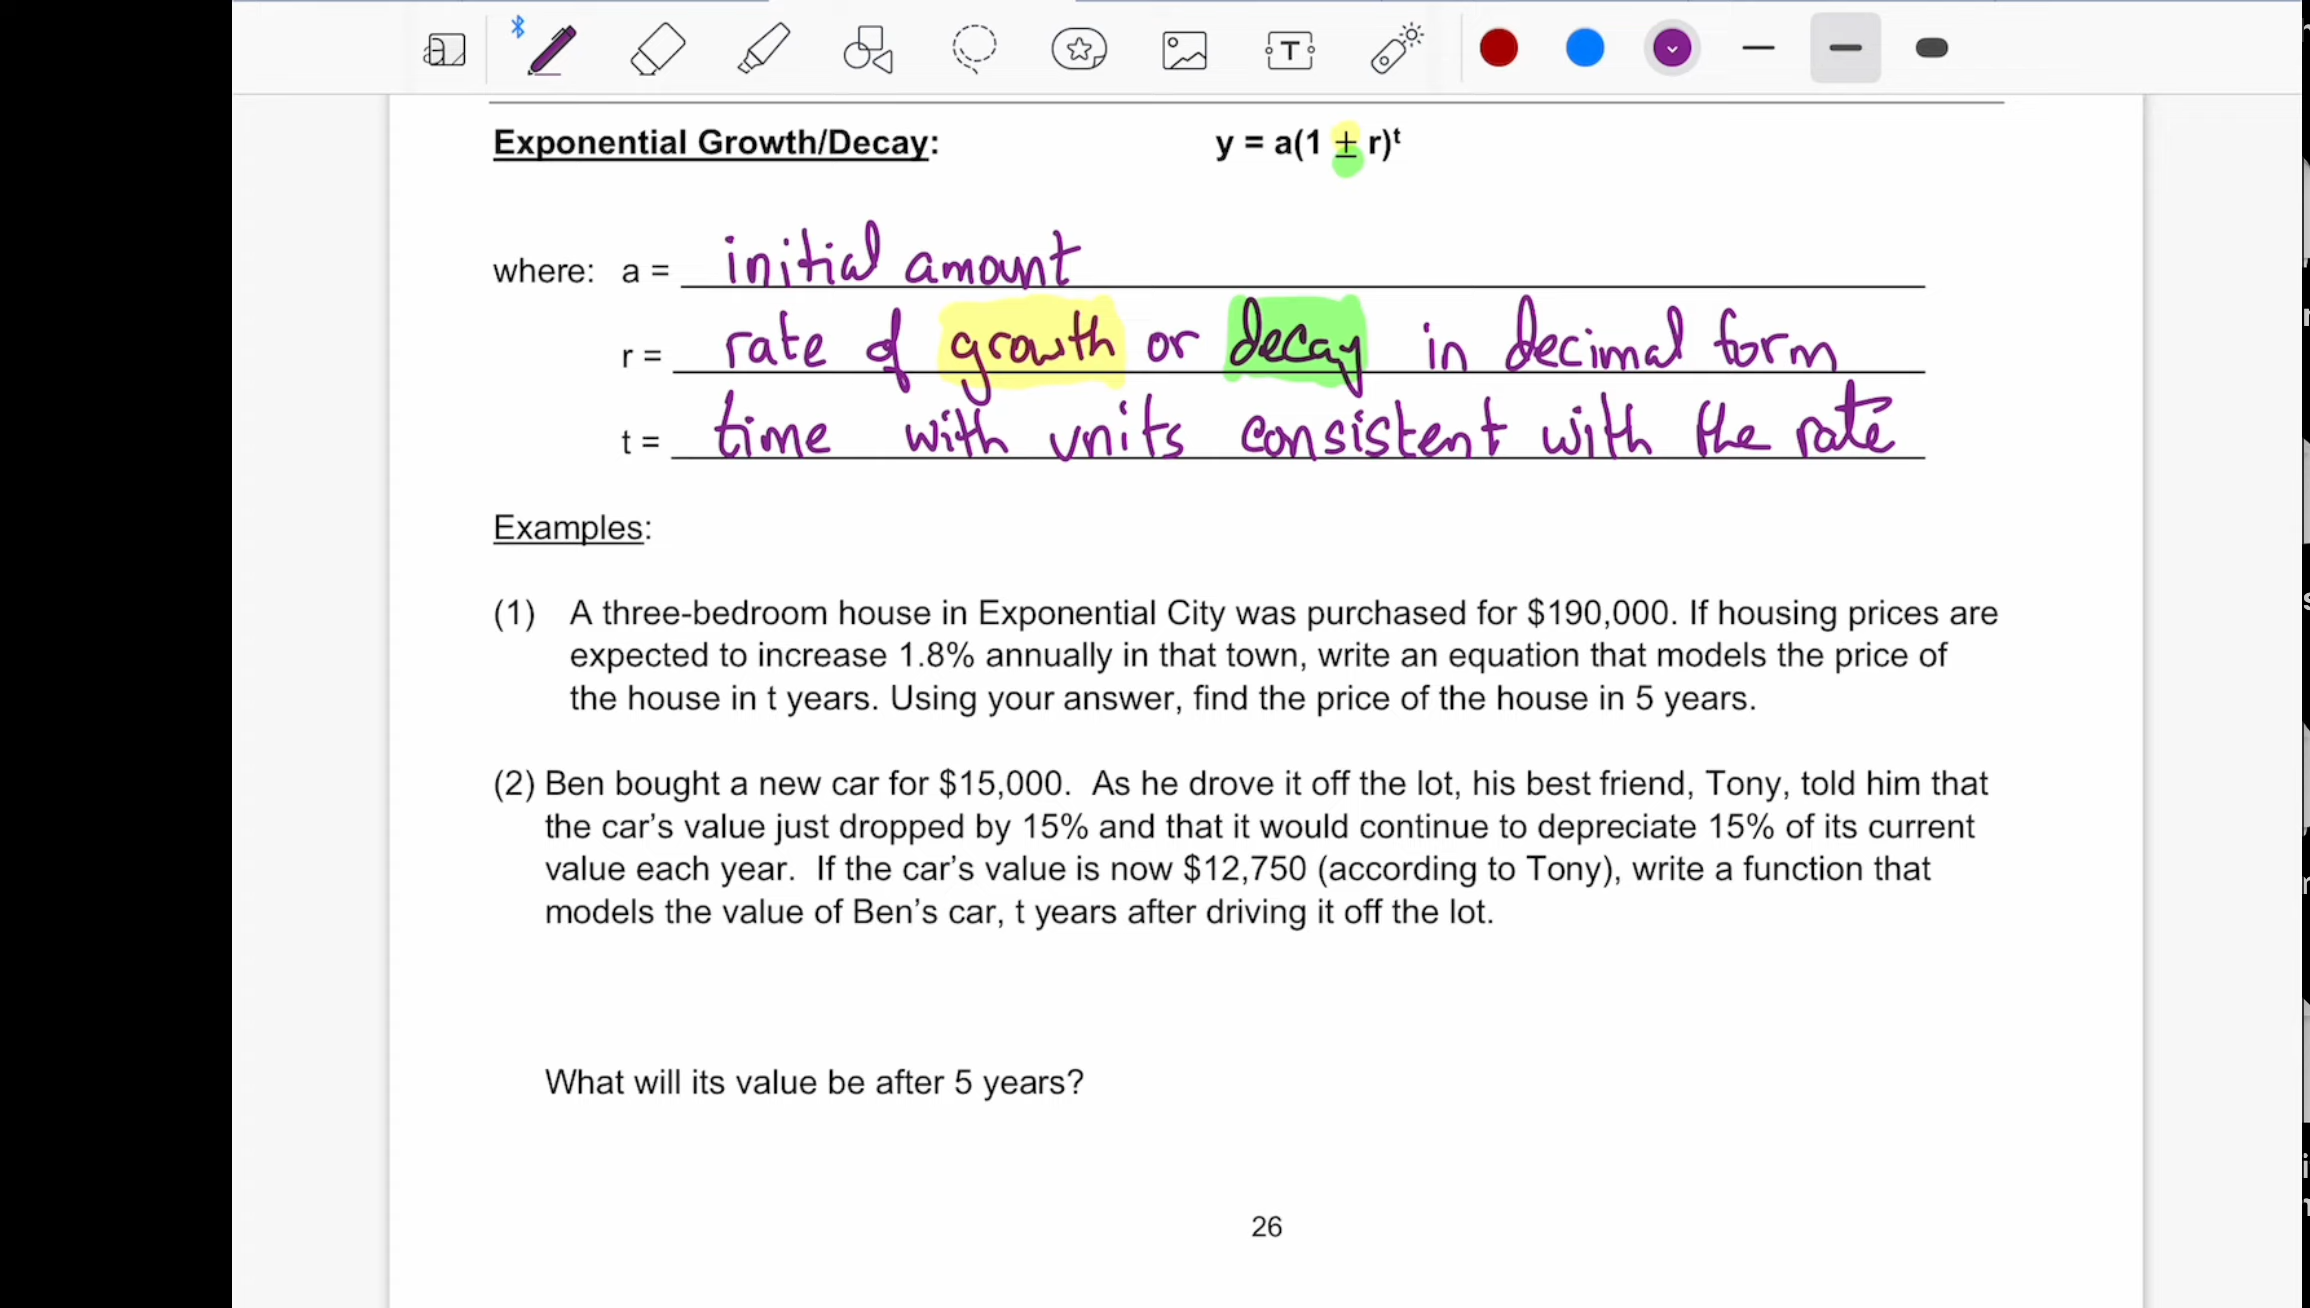 Exponential Growth/Decay: y = a(1 ± r)ᵗ
where: a = initial amount
r = rate of growth or decay in decimal form
t = time with units consistent with the rate
Examples:
(1) A three-bedroom house in Exponential City was purchased for $190,000. If housing prices are
expected to increase 1.8% annually in that town, write an equation that models the price of
the house in t years. Using your answer, find the price of the house in 5 years.
(2) Ben bought a new car for $15,000. As he drove it off the lot, his best friend, Tony, told him that
the car's value just dropped by 15% and that it would continue to depreciate 15% of its current
value each year. If the car's value is now $12,750 (according to Tony), write a function that
models the value of Ben's car, t years after driving it off the lot.
What will its value be after 5 years?
26